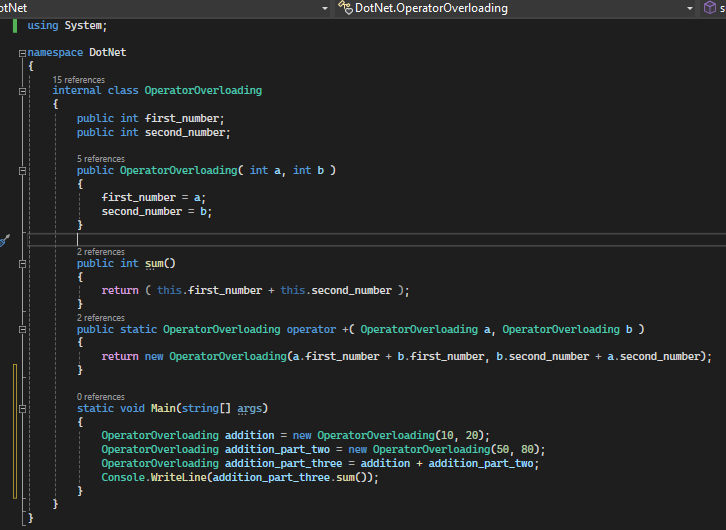 otNet
DotNet.OperatorOverloading
s
using System;
namespace DotNet
{
15 references
internal class OperatorOverloading
{
public int first_number;
public int second_number;
5 references
public OperatorOverloading( int a, int b )
{
first_number = a;
second_number = b;
}
2 references
public int sum()
{
return ( this.first_number + this.second_number );
}
2 references
public static OperatorOverloading operator +( OperatorOverloading a, OperatorOverloading b )
{
return new OperatorOverloading(a.first_number + b.first_number, b.second_number + a.second_number);
}
0 references
static void Main(string[] args)
{
OperatorOverloading addition = new OperatorOverloading(10, 20);
OperatorOverloading addition_part_two = new OperatorOverloading(50, 80);
OperatorOverloading addition_part_three = addition + addition_part_two;
Console.WriteLine(addition_part_three.sum());
}
}
}